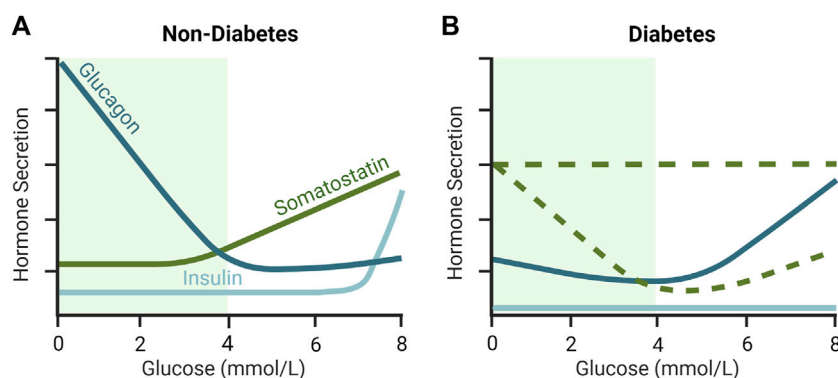 A
Non-Diabetes
Hormone Secretion
Glucagon
Somatostatin
Insulin
0 2 4 6 8
Glucose (mmol/L)
B
Diabetes
Hormone Secretion
0 2 4 6 8
Glucose (mmol/L)